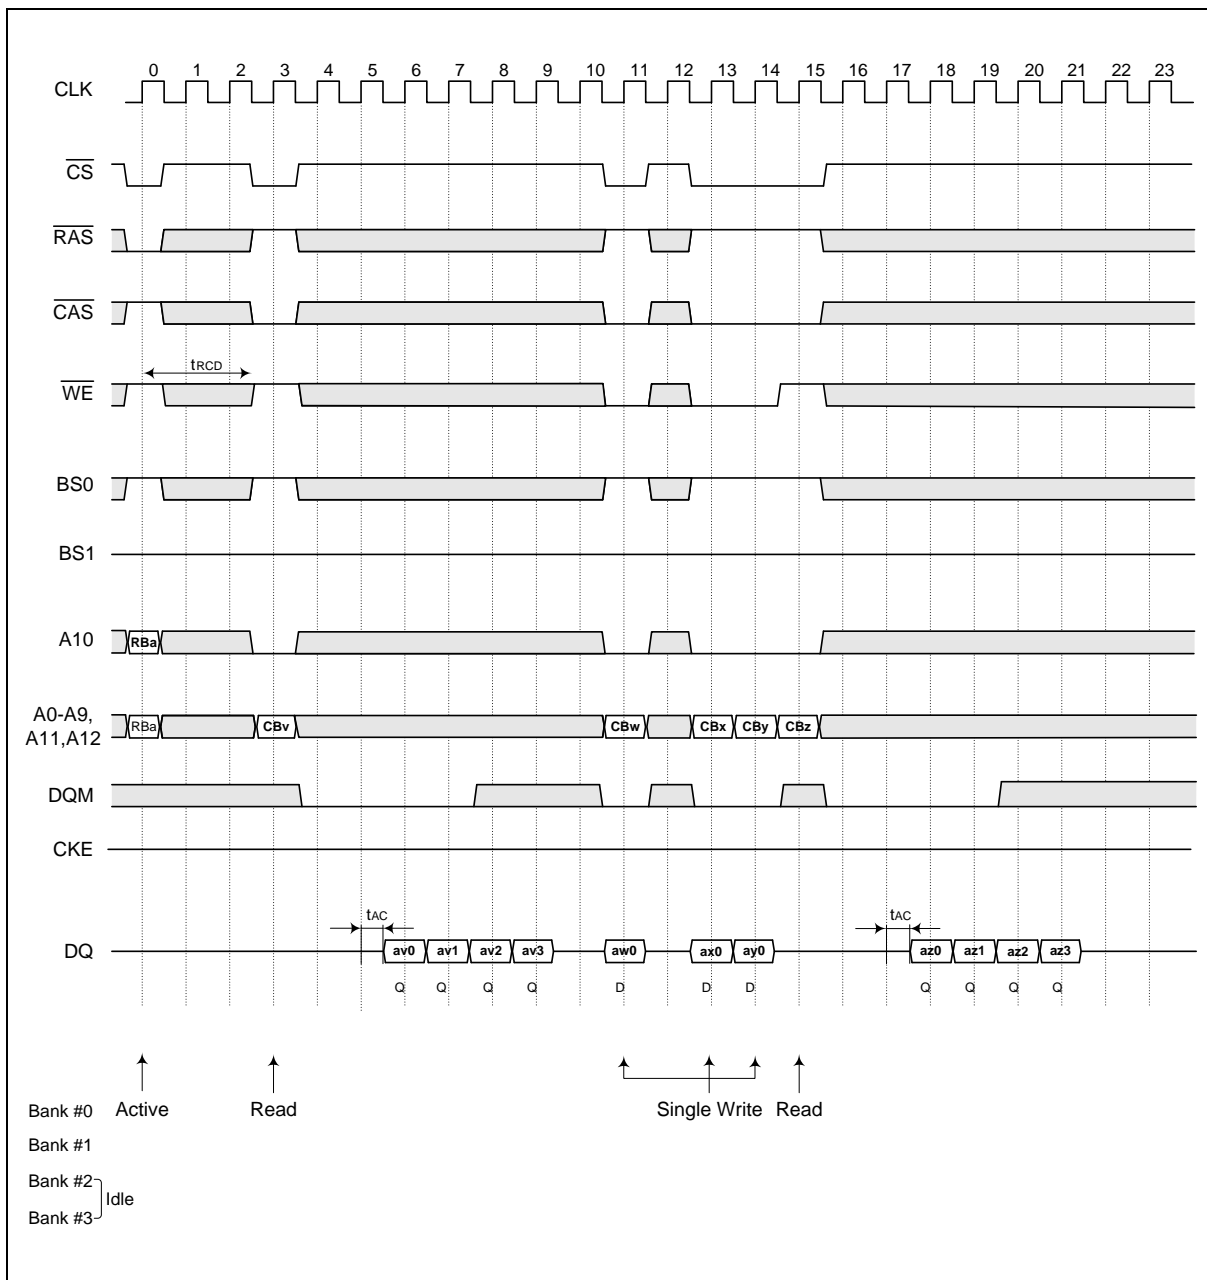 0 1 2 3 4 5 6 7 8 9 10 11 12 13 14 15 16 17 18 19 20 21 22 23
CLK
CS
RAS
CAS
tRCD
WE
BS0
BS1
A10 RBa
A0-A9,
A11,A12
RBa CBv CBw CBx CBy CBz
DQM
CKE
tAC tAC
DQ av0 av1 av2 av3 aw0 ax0 ay0 az0 az1 az2 az3
Q Q Q Q D D D Q Q Q Q
Bank #0 Active Read Single Write Read
Bank #1
Bank #2
Idle
Bank #3